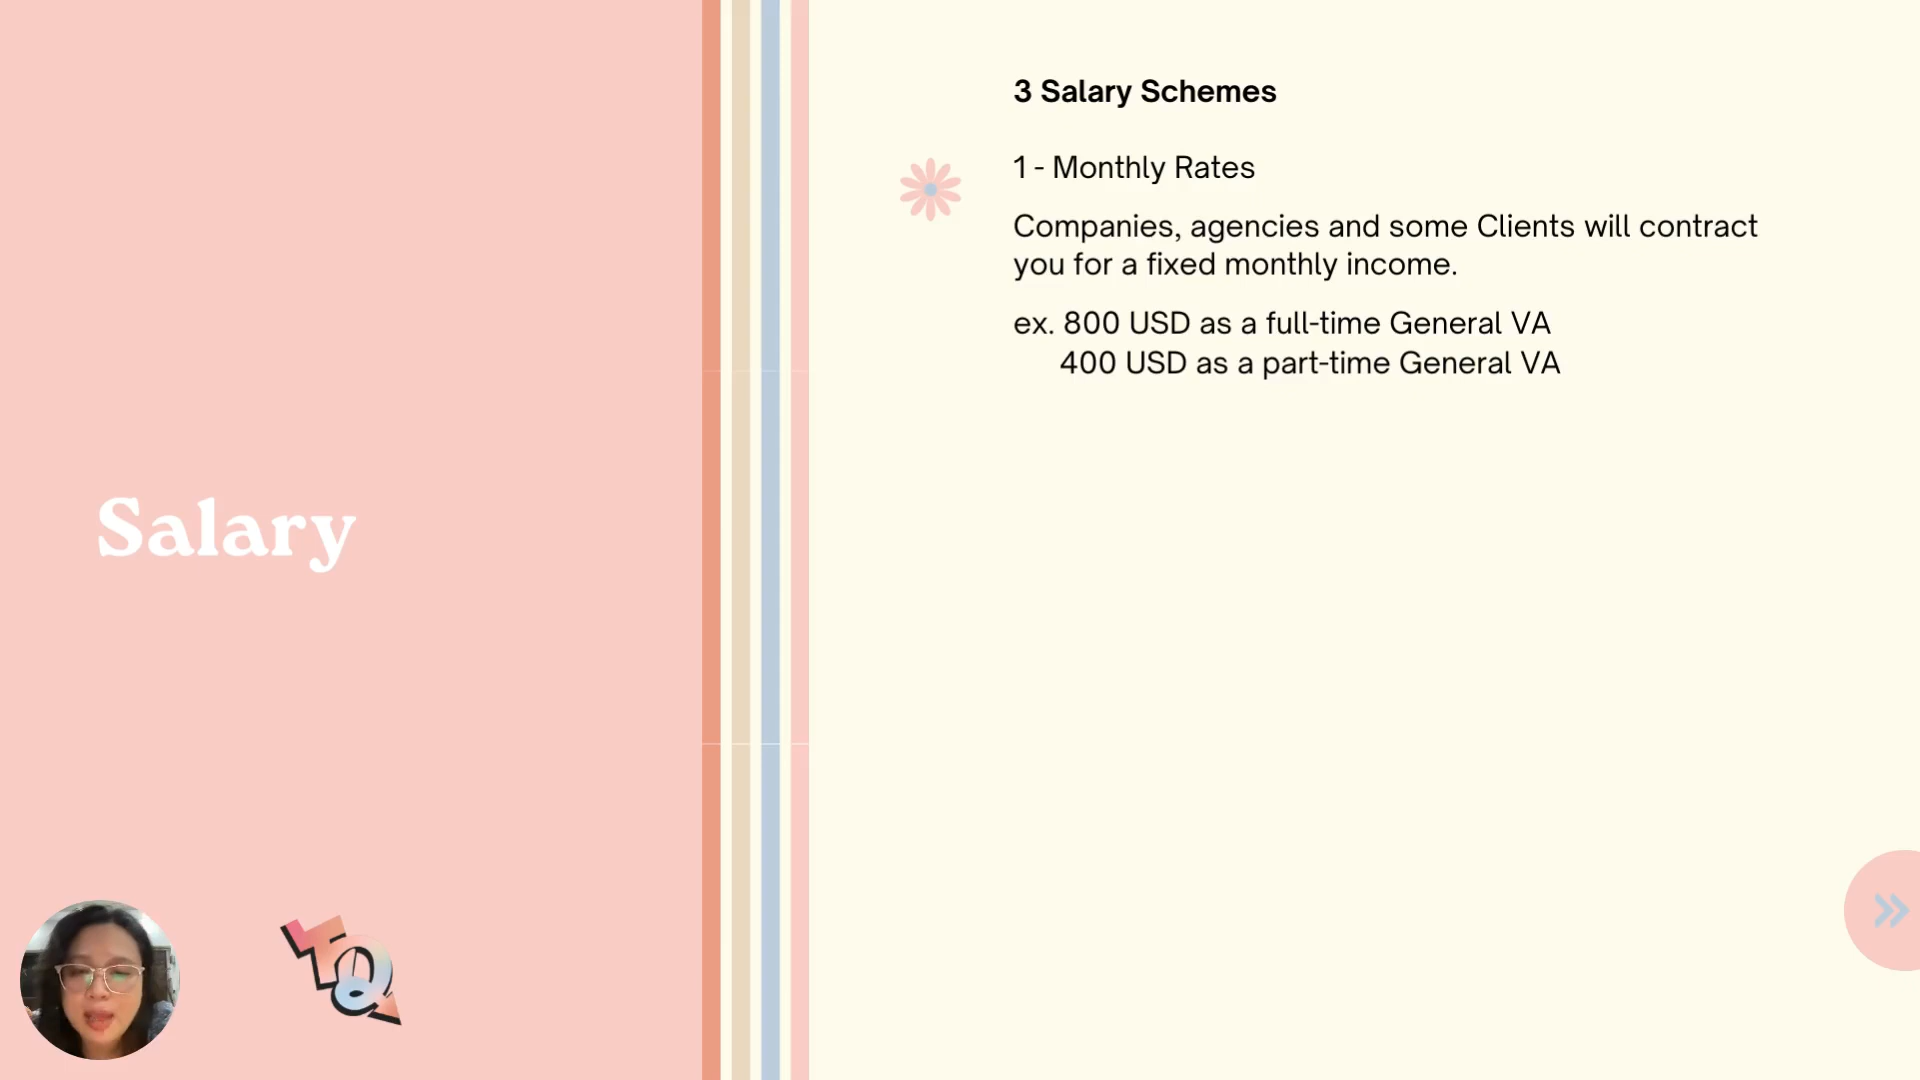 3 Salary Schemes
1 - Monthly Rates
Companies, agencies and some Clients will contract
you for a fixed monthly income.
ex. 800 USD as a full-time General VA
400 USD as a part-time General VA
Salary
TQ